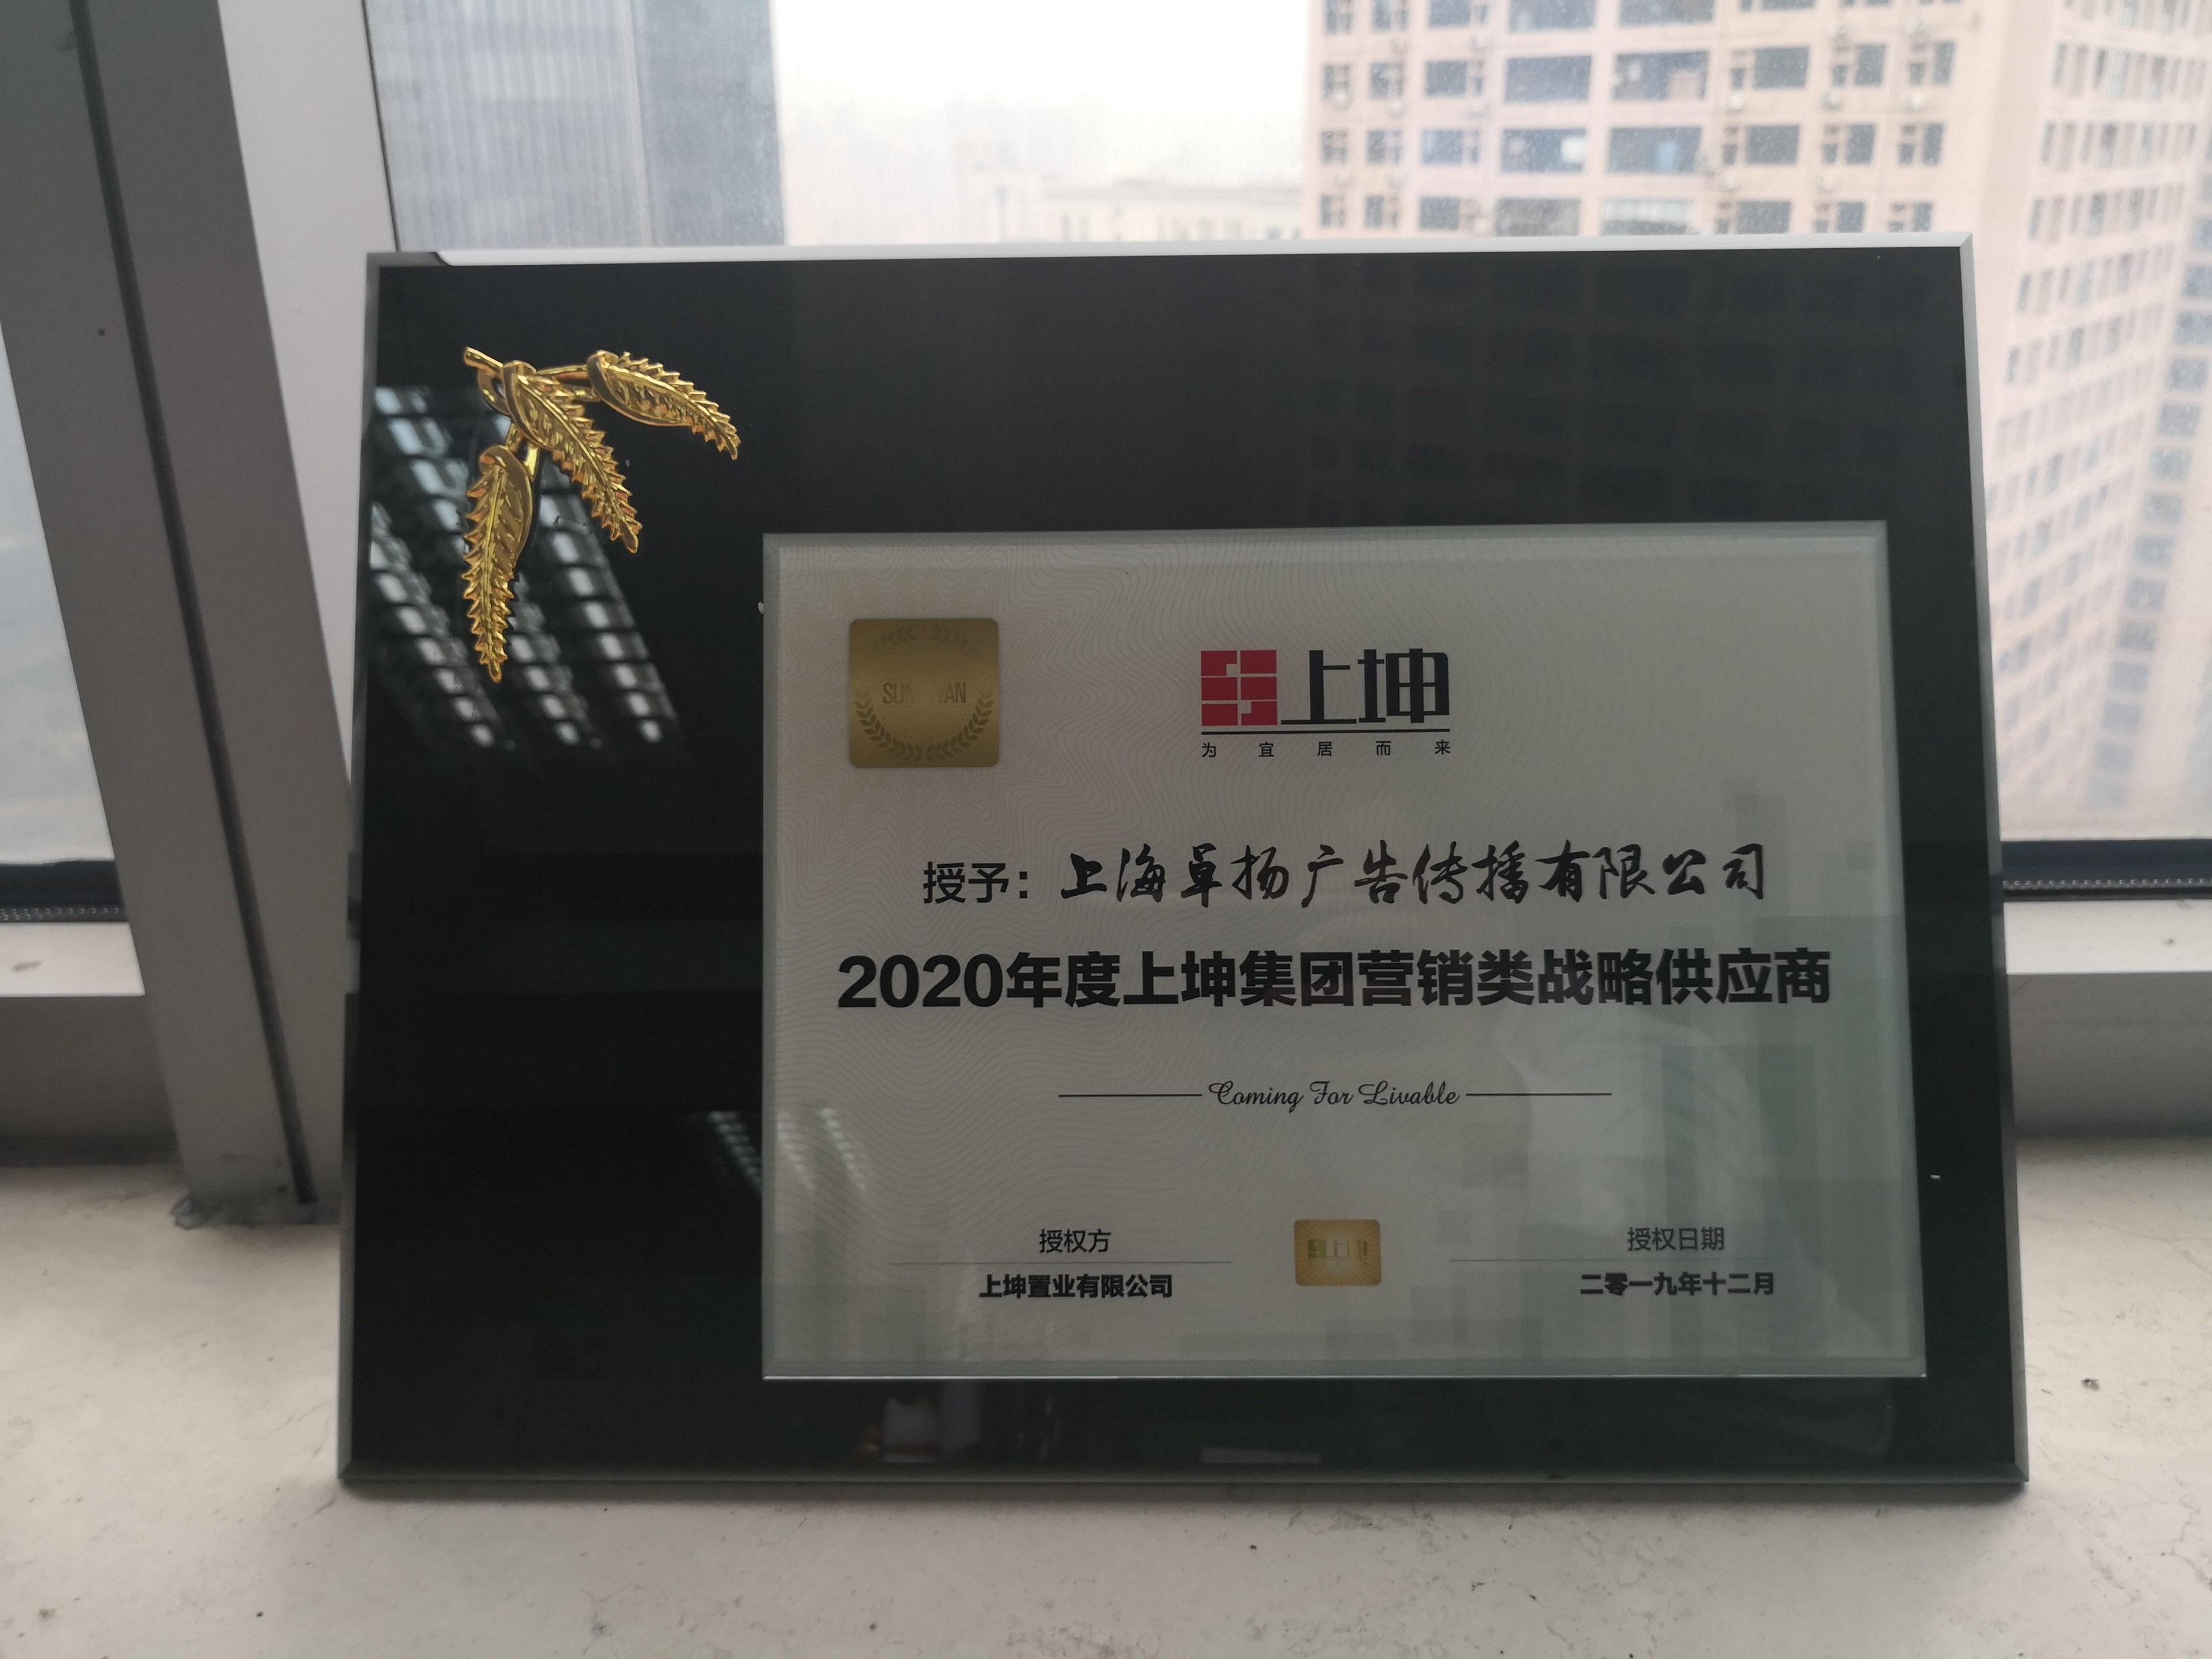 上坤
为宜居而来
授予：上海卓扬广告传播有限公司
2020年度上坤集团营销类战略供应商
Coming For Livable
授权方
上坤置业有限公司
上坤
授权日期
二零一九年十二月